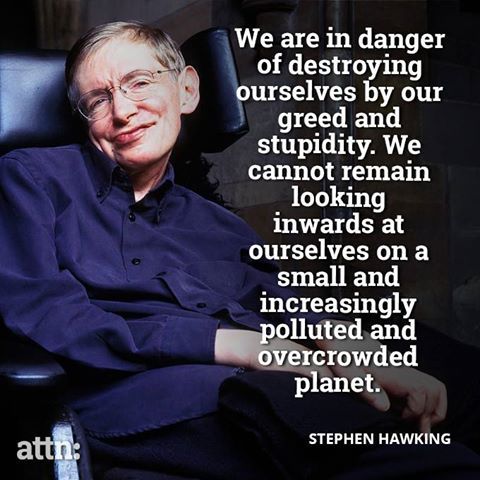 We are in danger
of destroying
ourselves by our
greed and
stupidity. We
cannot remain
looking
inwards at
ourselves on a
small and
increasingly
polluted and
overcrowded
planet.
STEPHEN HAWKING
attn: